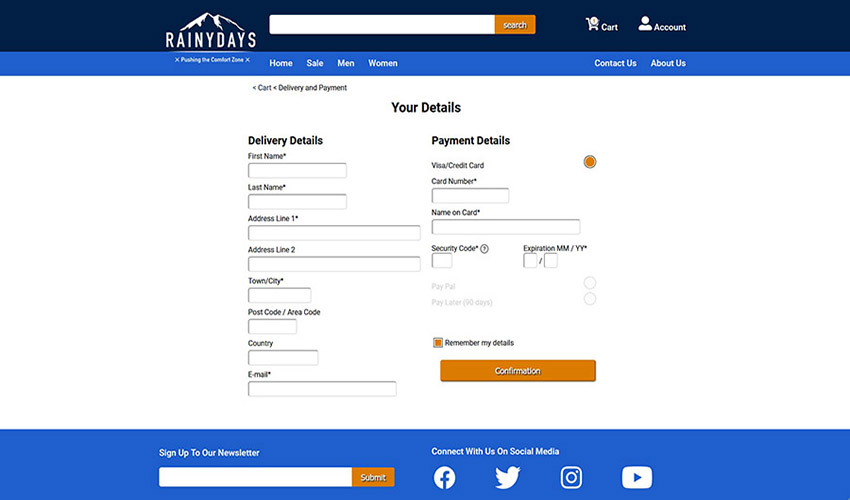 RAINYDAYS
Pushing the Comfort Zone
search
Cart
Account
Home Sale Men Women
Contact Us About Us
< Cart < Delivery and Payment
Your Details
Delivery Details
First Name*
Last Name*
Address Line 1*
Address Line 2
Town/City*
Post Code / Area Code
Country
E-mail*
Payment Details
Visa/Credit Card
Card Number*
Name on Card*
Security Code* ? Expiration MM / YY*
/
Pay Pal
Pay Later (90 days)
Remember my details
Confirmation
Sign Up To Our Newsletter
Submit
Connect With Us On Social Media